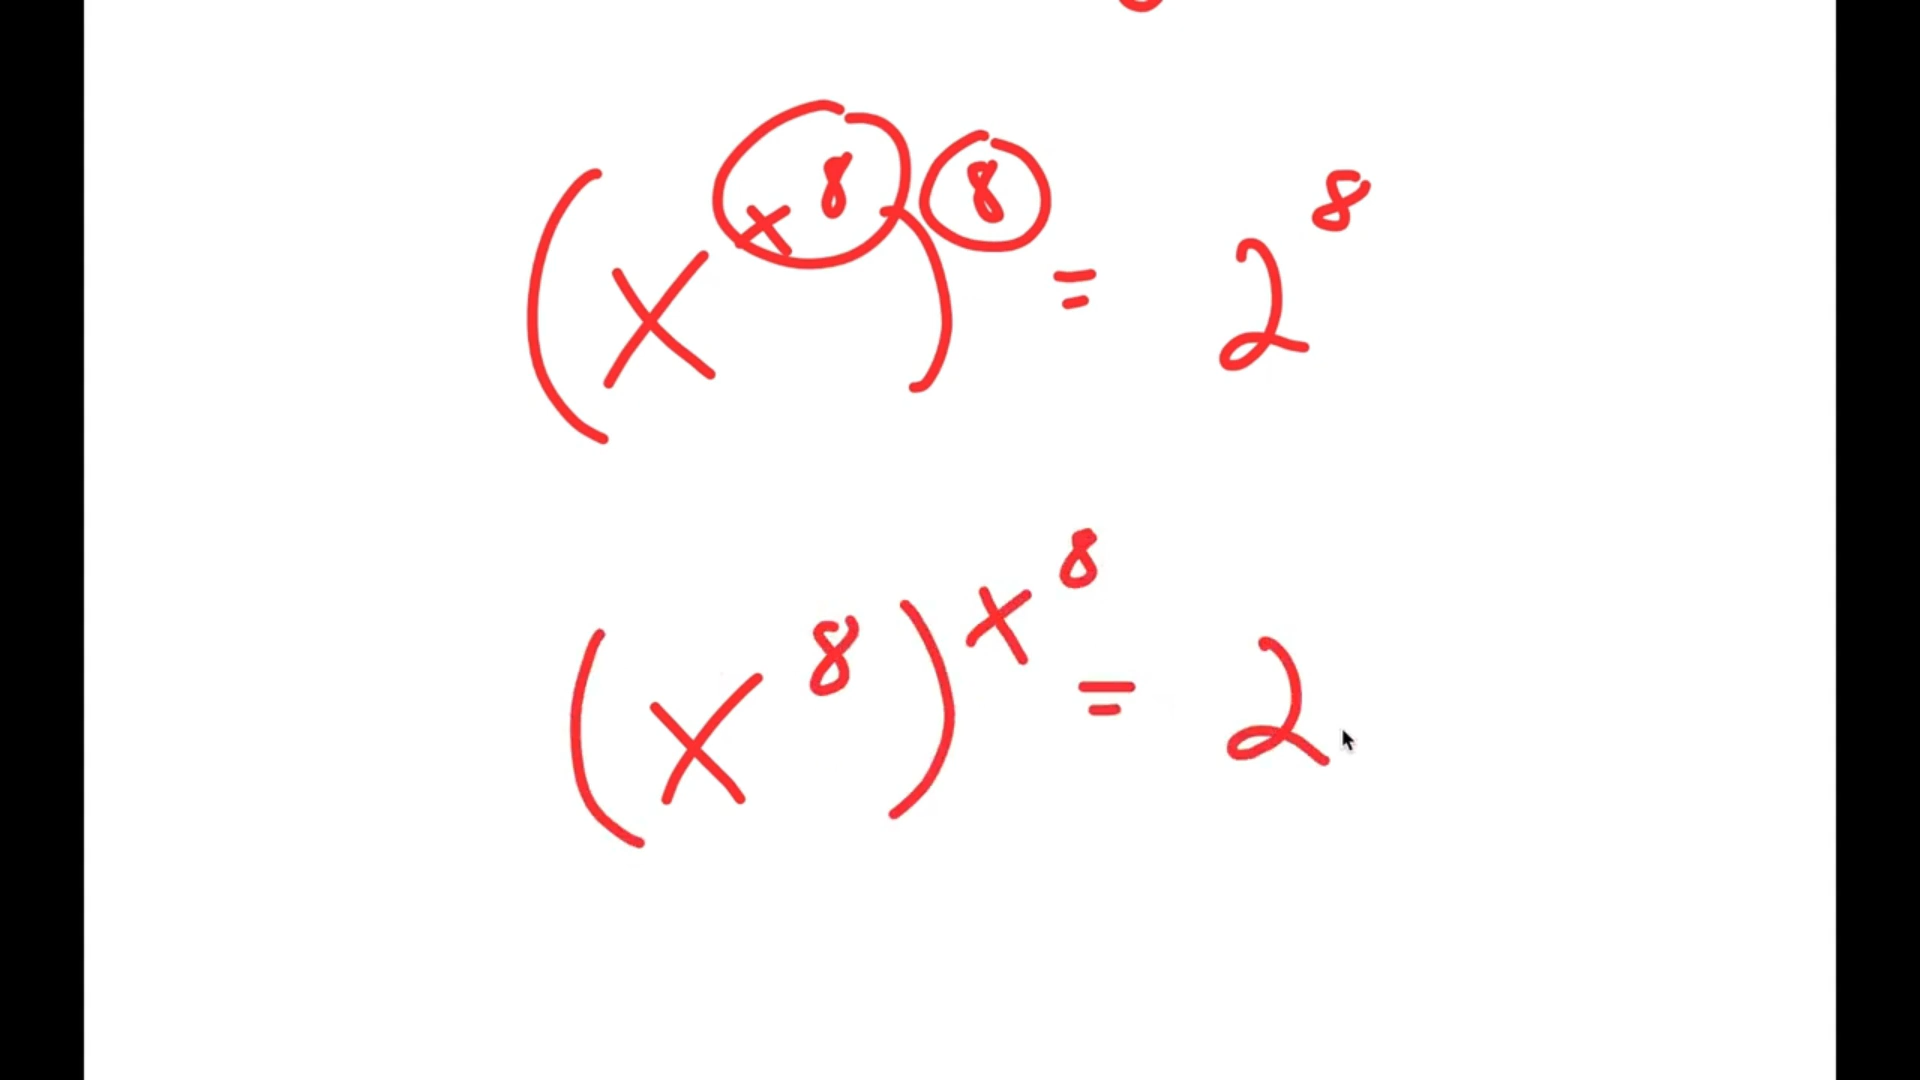 (x^{x^8})^8 = 2^8
(x^8)^{x^8} = 2